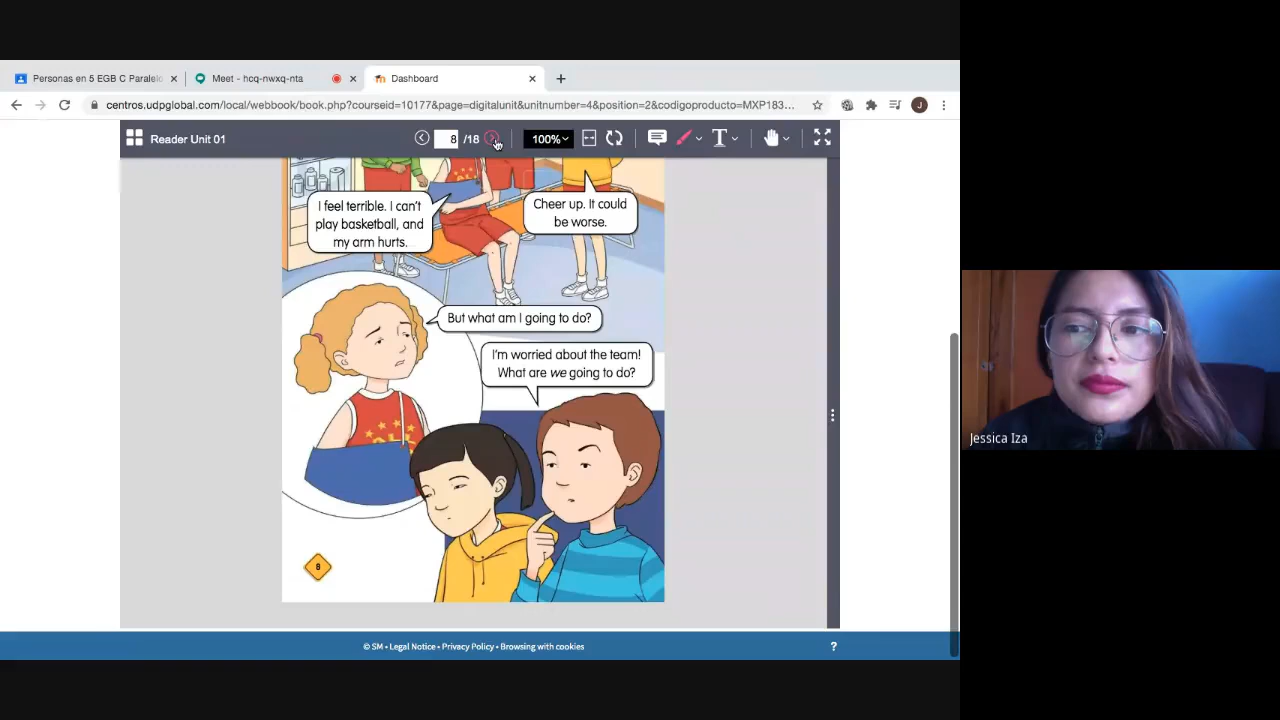 Personas en 5 EGB C Paralelo
Meet - hcq-nwxq-nta
Dashboard
centros.udpglobal.com/local/webbook/book.php?courseid=10177&page=digitalunit&unitnumber=4&position=2&codigoproducto=MXP183...
J
Reader Unit 01
8 /18
100%
T
I feel terrible. I can't
play basketball, and
my arm hurts.
Cheer up. It could
be worse.
But what am I going to do?
I'm worried about the team!
What are we going to do?
8
© SM • Legal Notice • Privacy Policy • Browsing with cookies
?
Jessica Iza